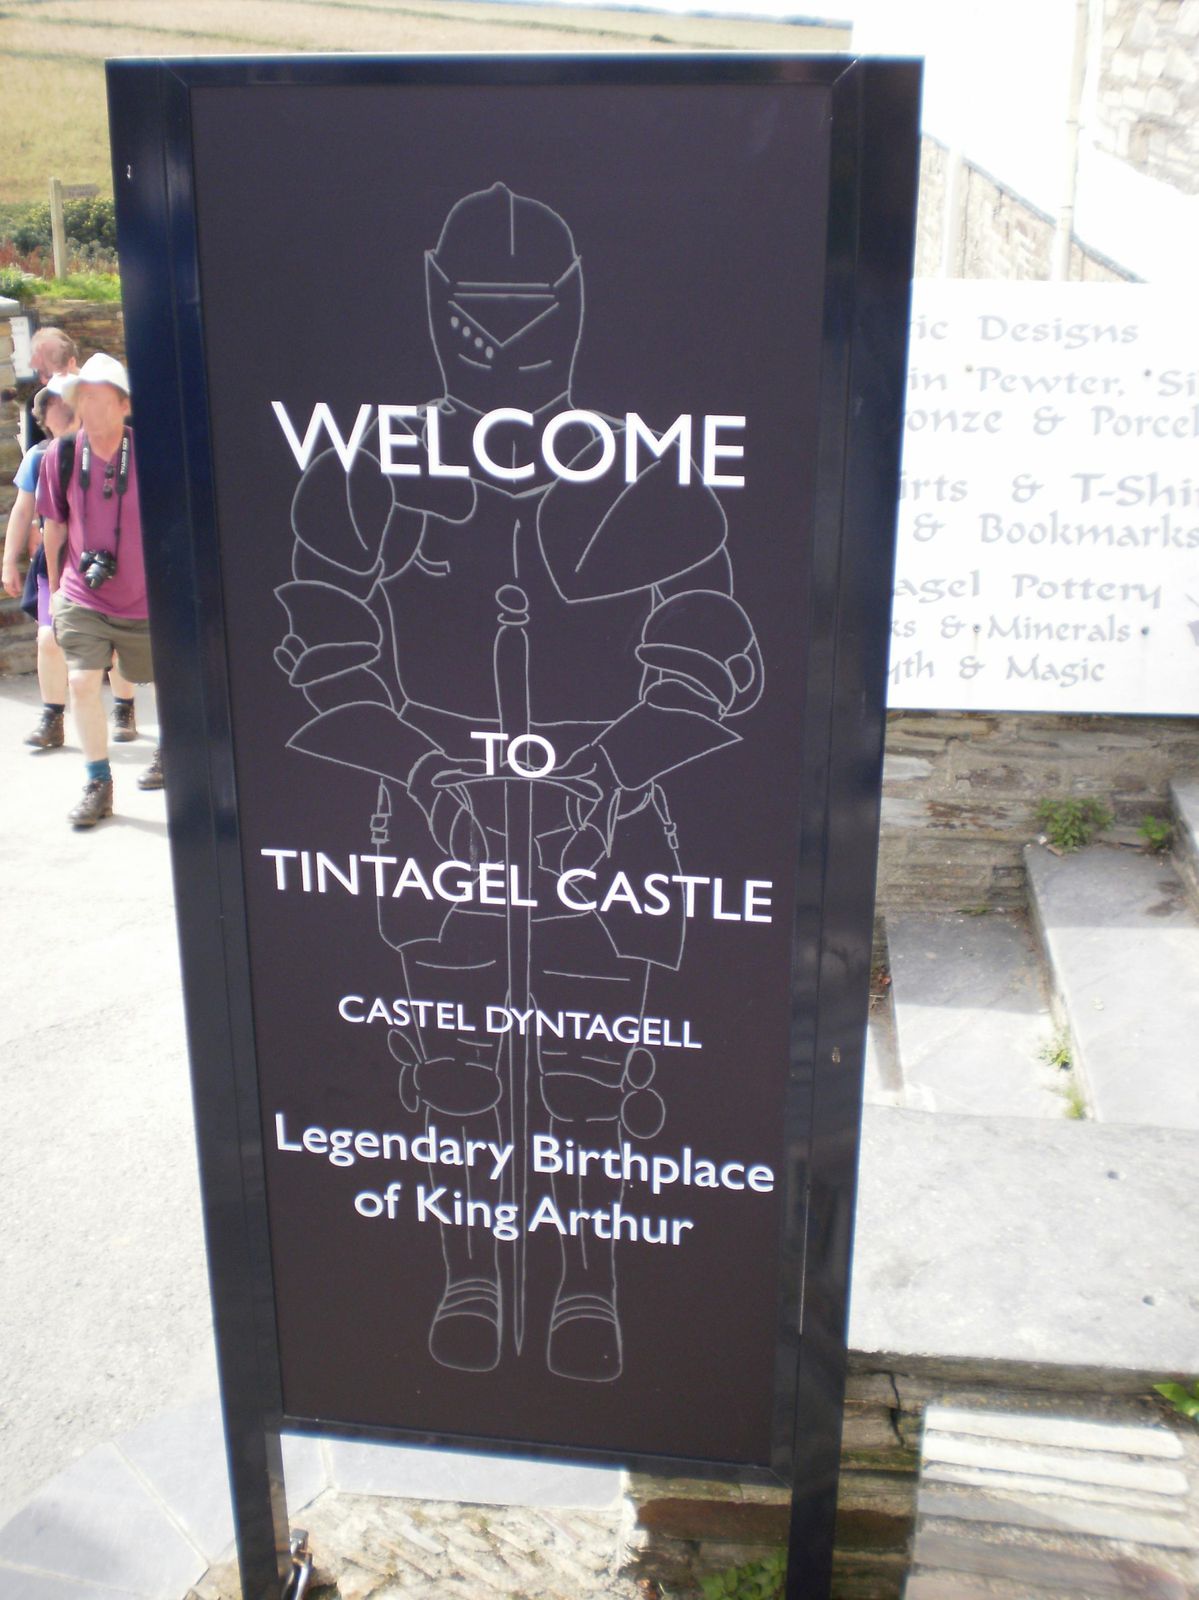 WELCOME
TO
TINTAGEL CASTLE
CASTEL DYNTAGELL
Legendary Birthplace
of King Arthur
Designs
in Pewter,
& Porcel
& T-Shi
& Bookmarks
Pottery
& Minerals
& Magic